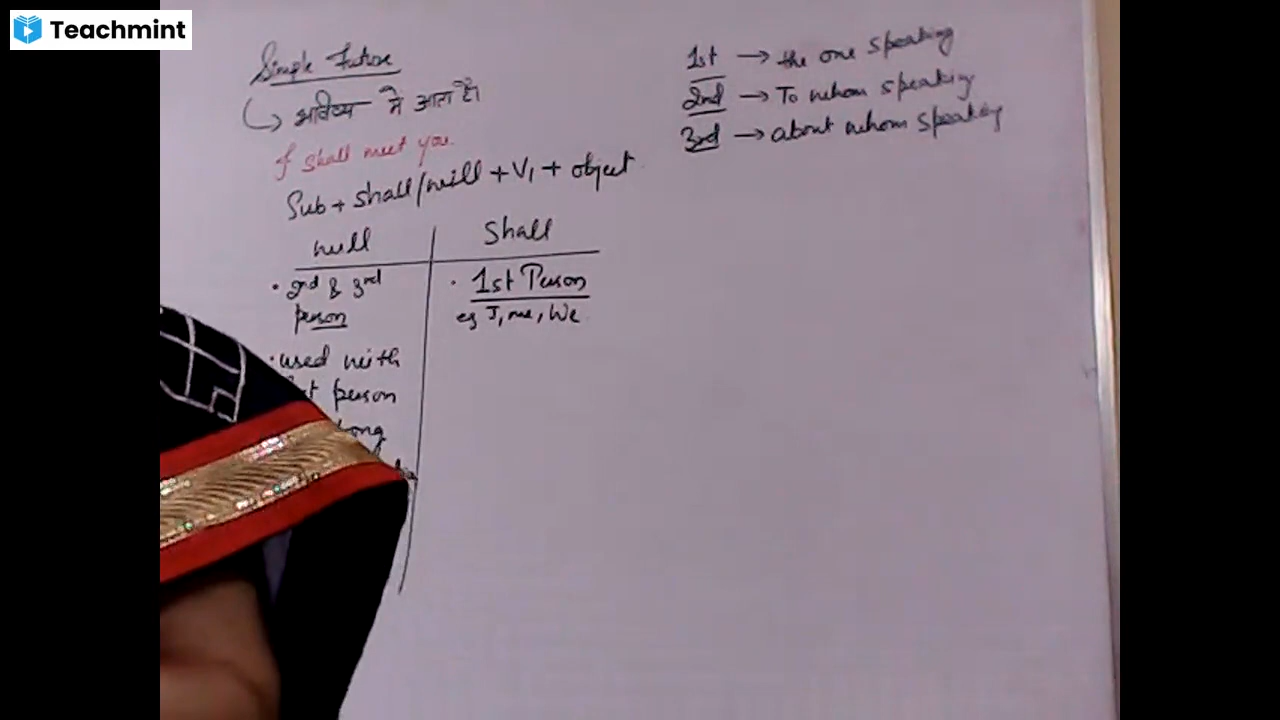 Teachmint
Simple Future
भविष्य में आता है।
I shall meet you.
Sub + shall/will + V1 + object
will
Shall
• 2nd & 3rd
person
• used with
person
• 1st Person
eg I, me, We
1st → the one speaking
2nd → To whom speaking
3rd → about whom speaking